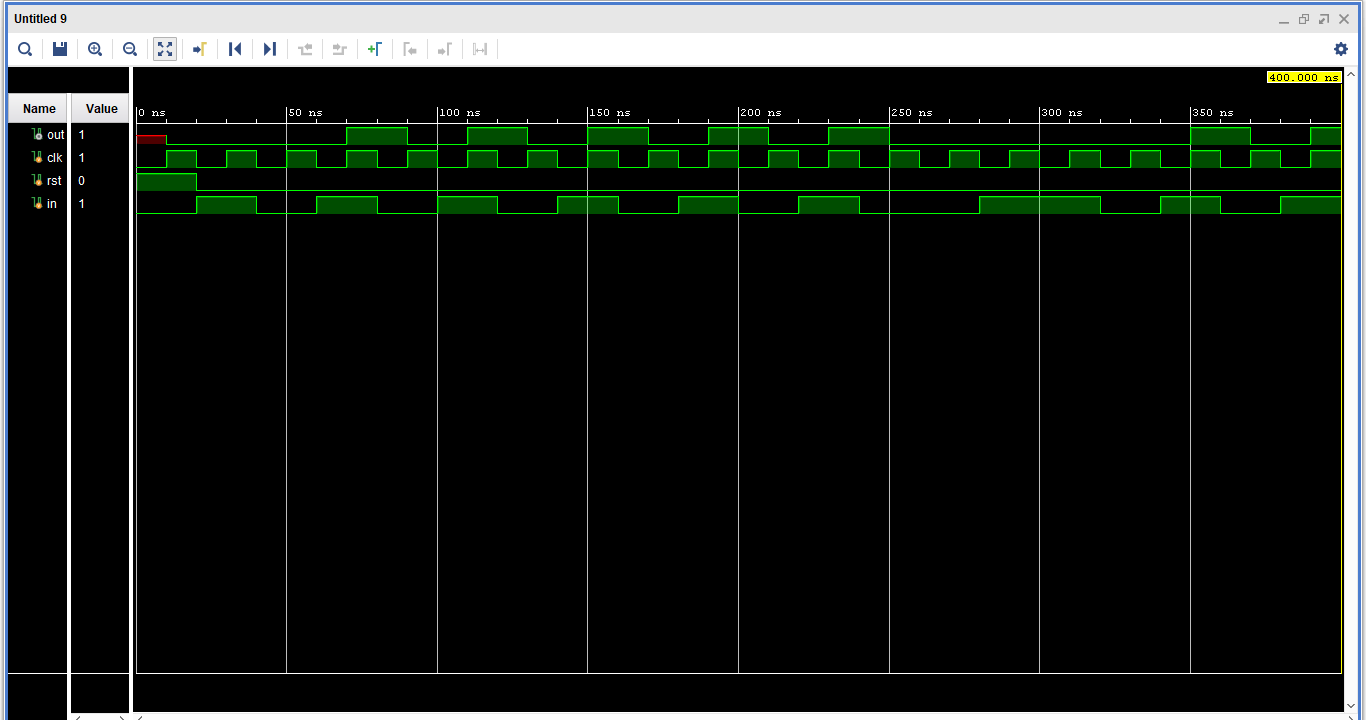 Untitled 9
400.000 ns
Name Value
0 ns 50 ns 100 ns 150 ns 200 ns 250 ns 300 ns 350 ns
out 1
clk 1
rst 0
in 1